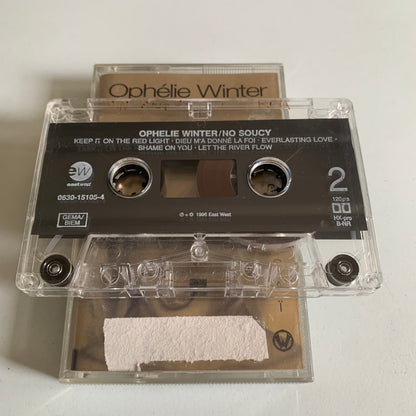 Ophélie Winter
OPHELIE WINTER/NO SOUCY
KEEP IT ON THE RED LIGHT · DIEU M'A DONNÉ LA FOI · EVERLASTING LOVE ·
SHAME ON YOU · LET THE RIVER FLOW
ew
eastwest
0630-15105-4
GEMA/
BIEM
℗ + © 1996 East West
2
120µs
HX-pro
B-NR